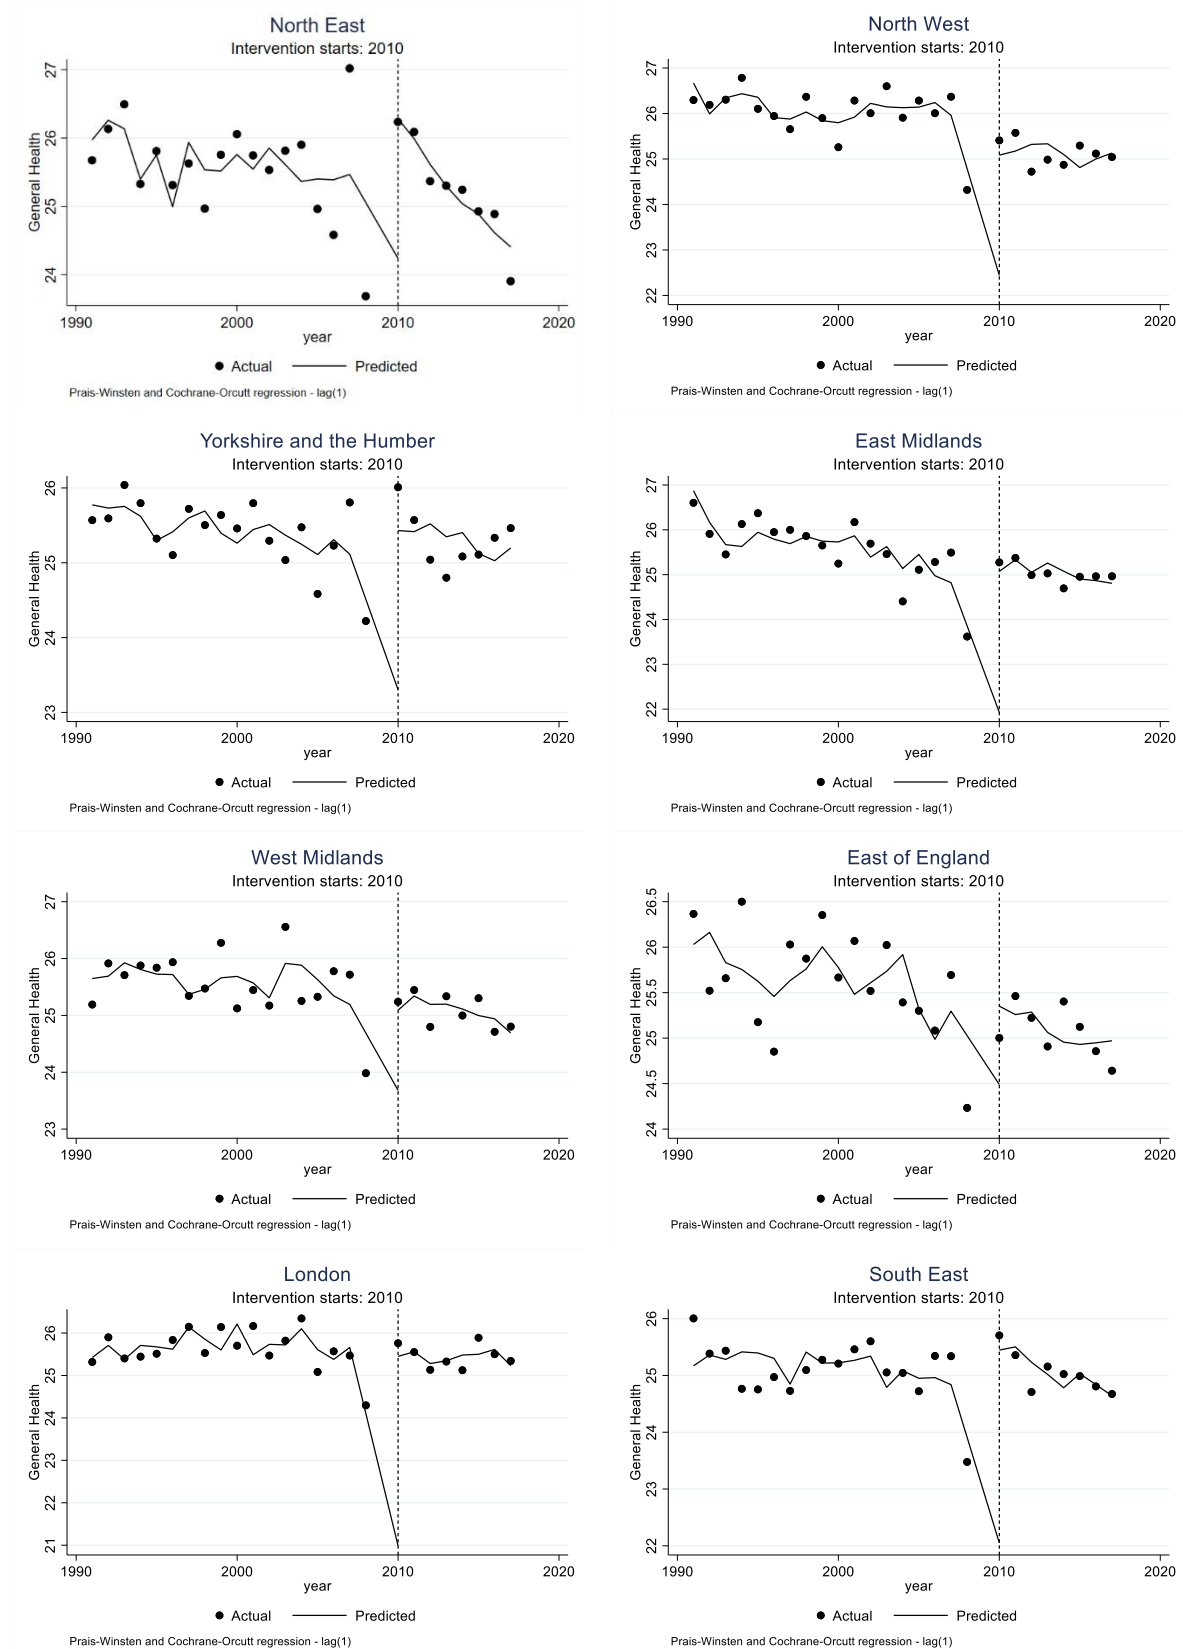 North East
Intervention starts: 2010
General Health
27
26
25
24
1990
2000
2010
2020
year
Actual
Predicted
Prais-Winsten and Cochrane-Orcutt regression - lag(1)
North West
Intervention starts: 2010
General Health
27
26
25
24
23
22
1990
2000
2010
2020
year
Actual
Predicted
Prais-Winsten and Cochrane-Orcutt regression - lag(1)
Yorkshire and the Humber
Intervention starts: 2010
General Health
26
25
24
23
1990
2000
2010
2020
year
Actual
Predicted
Prais-Winsten and Cochrane-Orcutt regression - lag(1)
East Midlands
Intervention starts: 2010
General Health
27
26
25
24
23
22
1990
2000
2010
2020
year
Actual
Predicted
Prais-Winsten and Cochrane-Orcutt regression - lag(1)
West Midlands
Intervention starts: 2010
General Health
27
26
25
24
23
1990
2000
2010
2020
year
Actual
Predicted
Prais-Winsten and Cochrane-Orcutt regression - lag(1)
East of England
Intervention starts: 2010
General Health
26.5
26
25.5
25
24.5
24
1990
2000
2010
2020
year
Actual
Predicted
Prais-Winsten and Cochrane-Orcutt regression - lag(1)
London
Intervention starts: 2010
General Health
26
25
24
23
22
21
1990
2000
2010
2020
year
Actual
Predicted
Prais-Winsten and Cochrane-Orcutt regression - lag(1)
South East
Intervention starts: 2010
General Health
26
25
24
23
22
1990
2000
2010
2020
year
Actual
Predicted
Prais-Winsten and Cochrane-Orcutt regression - lag(1)